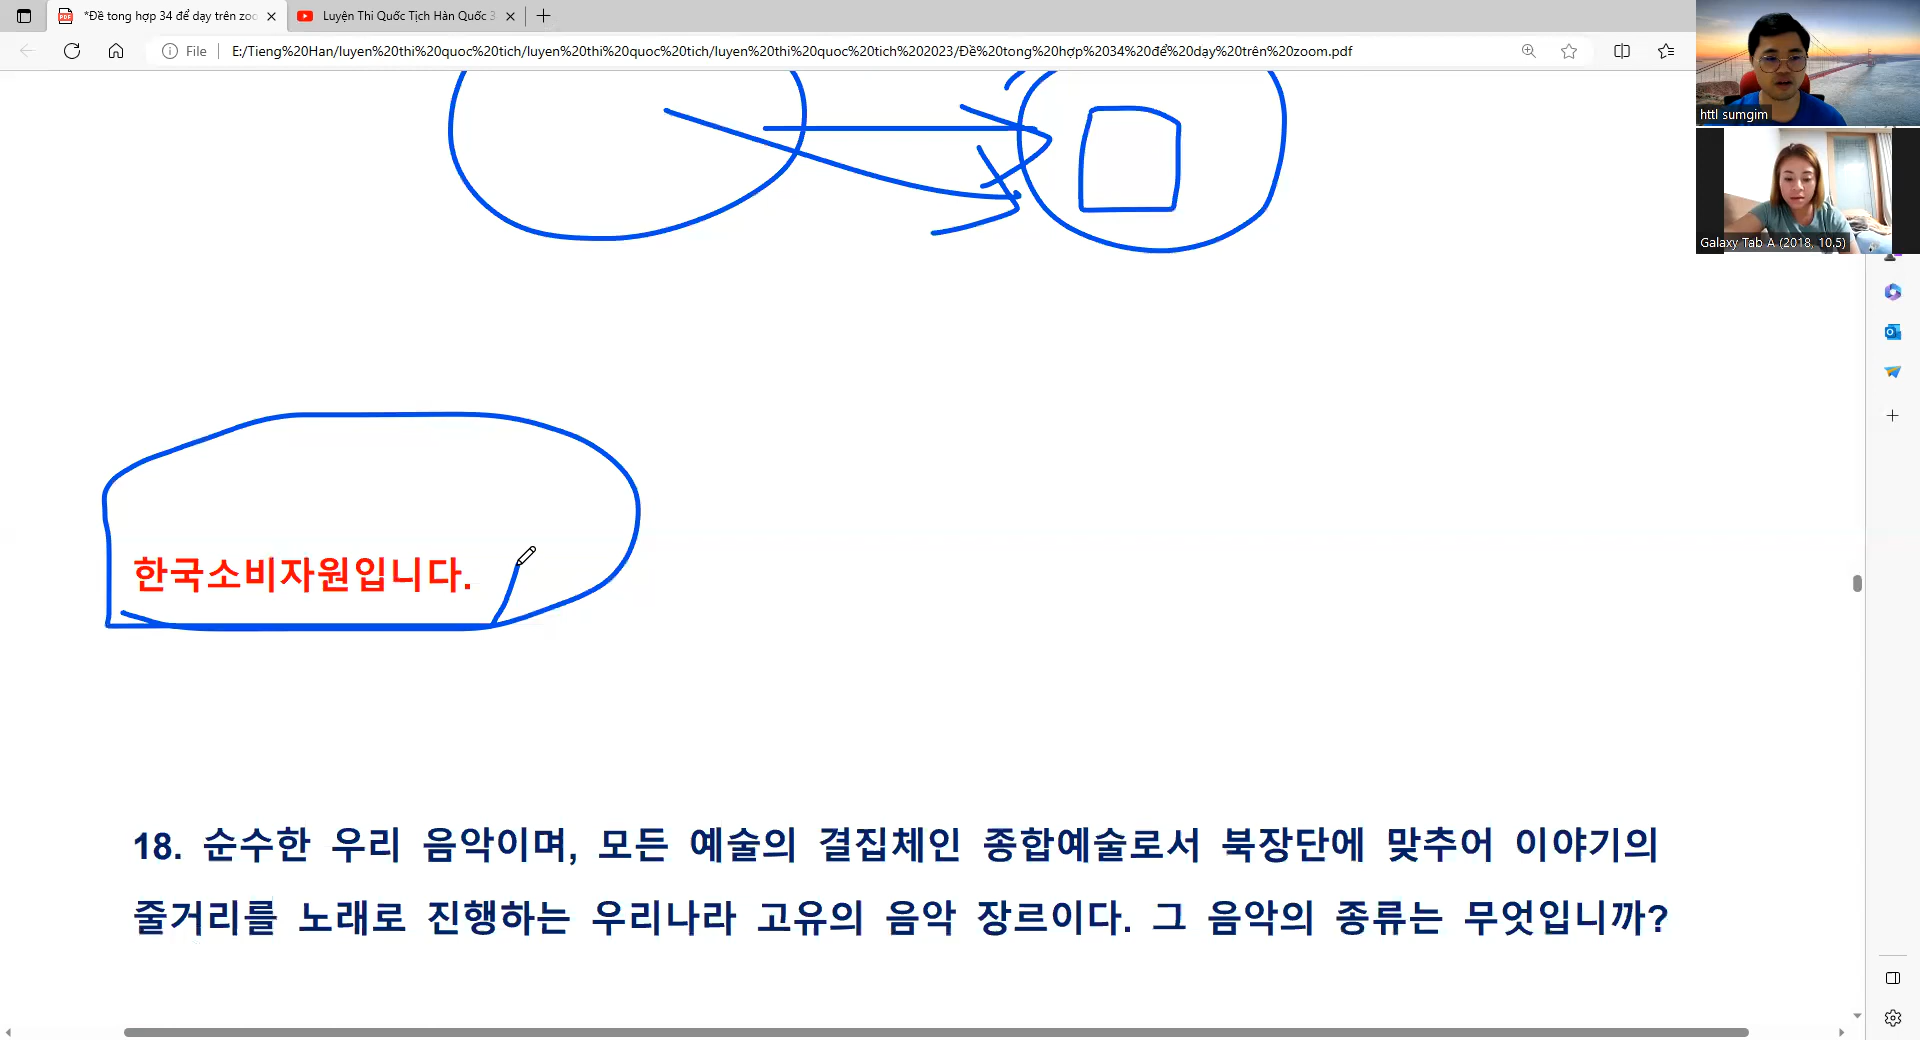 *Đề tong hợp 34 để dạy trên zoo
Luyện Thi Quốc Tịch Hàn Quốc 3
File
E:/Tieng%20Han/luyen%20thi%20quoc%20tich/luyen%20thi%20quoc%20tich/luyen%20thi%20quoc%20tich%202023/Đề%20tong%20hợp%2034%20để%20dạy%20trên%20zoom.pdf
httl sumgim
Galaxy Tab A (2018, 10.5)
한국소비자원입니다.
18. 순수한 우리 음악이며, 모든 예술의 결집체인 종합예술로서 북장단에 맞추어 이야기의
줄거리를 노래로 진행하는 우리나라 고유의 음악 장르이다. 그 음악의 종류는 무엇입니까?